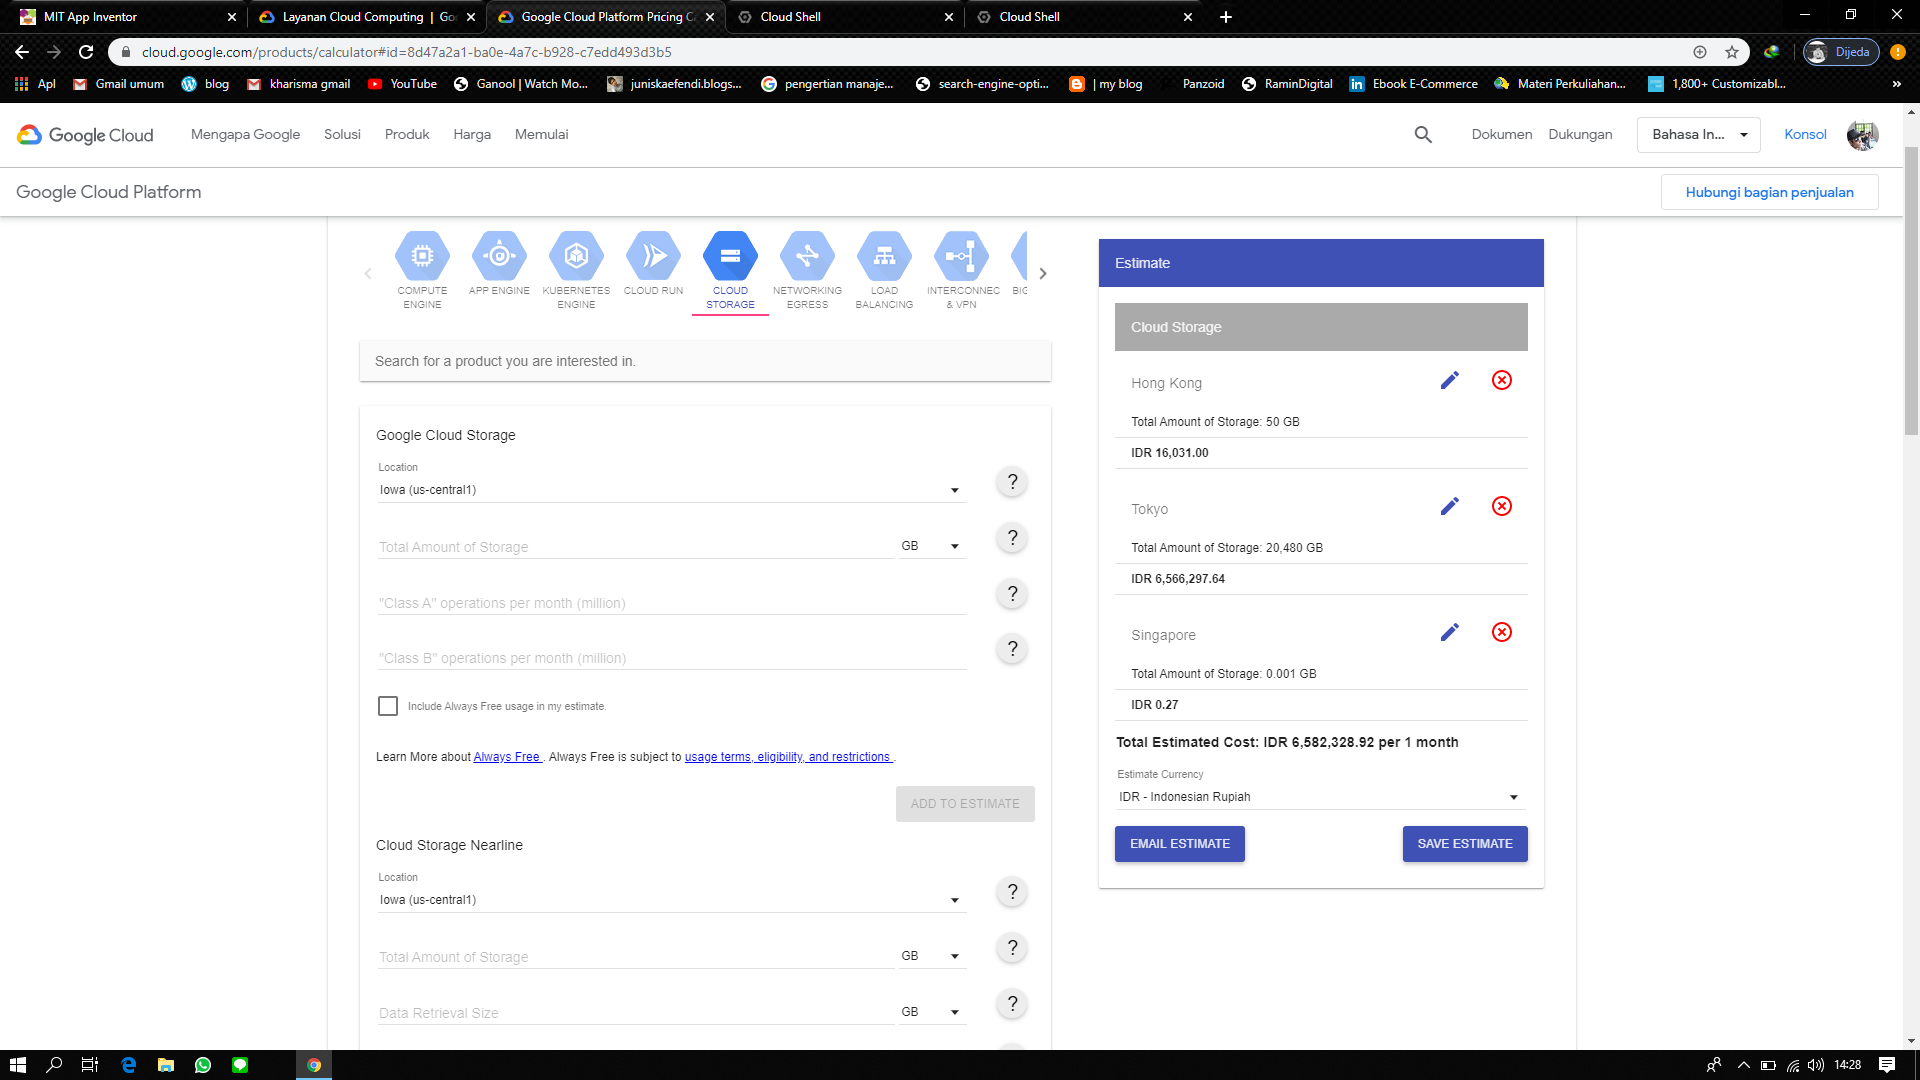 MIT App Inventor
Layanan Cloud Computing | Go
Google Cloud Platform Pricing C
Cloud Shell
Cloud Shell
cloud.google.com/products/calculator#id=8d47a2a1-ba0e-4a7c-b928-c7edd493d3b5
Dijeda
Apl
Gmail umum
blog
kharisma gmail
YouTube
Ganool | Watch Mo...
juniskaefendi.blogs...
pengertian manaje...
search-engine-opti...
| my blog
Panzoid
RaminDigital
Ebook E-Commerce
Materi Perkuliahan...
1,800+ Customizabl...
»
Google Cloud
Mengapa Google
Solusi
Produk
Harga
Memulai
Dokumen
Dukungan
Bahasa In...
Konsol
Google Cloud Platform
Hubungi bagian penjualan
COMPUTE
ENGINE
APP ENGINE
KUBERNETES
ENGINE
CLOUD RUN
CLOUD
STORAGE
NETWORKING
EGRESS
LOAD
BALANCING
INTERCONNEC
& VPN
BIG
Search for a product you are interested in.
Google Cloud Storage
Location
Iowa (us-central1)
?
Total Amount of Storage
GB
?
"Class A" operations per month (million)
?
"Class B" operations per month (million)
?
Include Always Free usage in my estimate.
Learn More about Always Free . Always Free is subject to usage terms, eligibility, and restrictions .
ADD TO ESTIMATE
Cloud Storage Nearline
Location
Iowa (us-central1)
?
Total Amount of Storage
GB
?
Data Retrieval Size
GB
?
Estimate
Cloud Storage
Hong Kong
Total Amount of Storage: 50 GB
IDR 16,031.00
Tokyo
Total Amount of Storage: 20,480 GB
IDR 6,566,297.64
Singapore
Total Amount of Storage: 0.001 GB
IDR 0.27
Total Estimated Cost: IDR 6,582,328.92 per 1 month
Estimate Currency
IDR - Indonesian Rupiah
EMAIL ESTIMATE
SAVE ESTIMATE
14:28